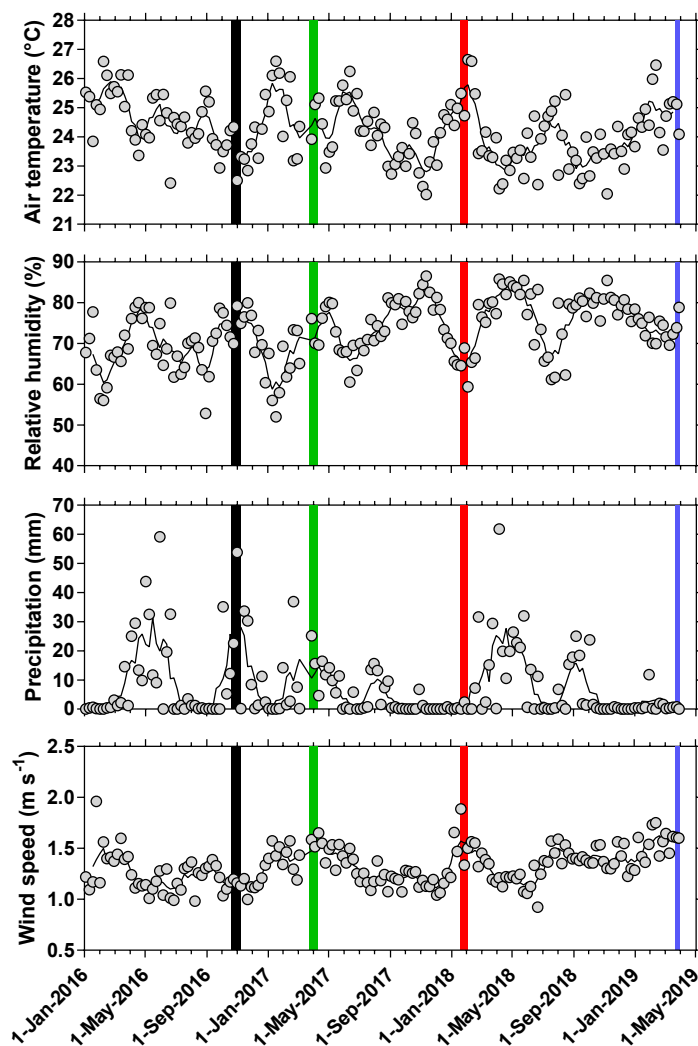 Air temperature (°C)
28
27
26
25
24
23
22
21
Relative humidity (%)
90
80
70
60
50
40
Precipitation (mm)
70
60
50
40
30
20
10
0
Wind speed (m s-1)
2.5
2.0
1.5
1.0
0.5
1-Jan-2016
1-May-2016
1-Sep-2016
1-Jan-2017
1-May-2017
1-Sep-2017
1-Jan-2018
1-May-2018
1-Sep-2018
1-Jan-2019
1-May-2019